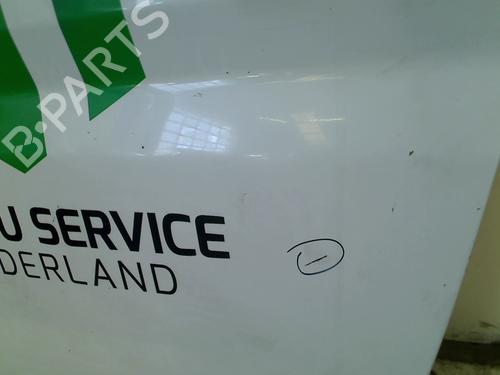 B-PARTS
U SERVICE
DERLAND